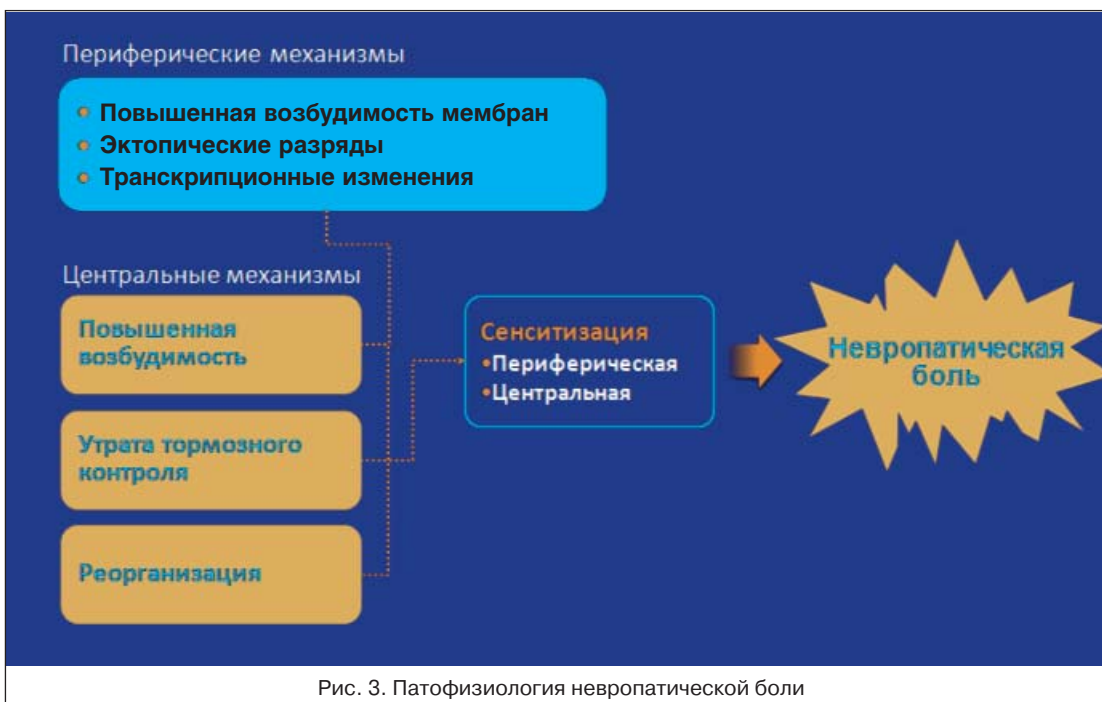 Периферические механизмы
Повышенная возбудимость мембран
Эктопические разряды
Транскрипционные изменения
Центральные механизмы
Повышенная
возбудимость
Утрата тормозного
контроля
Реорганизация
Сенситизация
•Периферическая
•Центральная
Невропатическая
боль
Рис. 3. Патофизиология невропатической боли